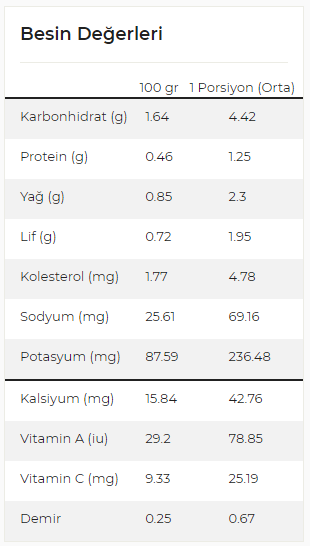 Besin Değerleri
100 gr 1 Porsiyon (Orta)
Karbonhidrat (g) 1.64 4.42
Protein (g) 0.46 1.25
Yağ (g) 0.85 2.3
Lif (g) 0.72 1.95
Kolesterol (mg) 1.77 4.78
Sodyum (mg) 25.61 69.16
Potasyum (mg) 87.59 236.48
Kalsiyum (mg) 15.84 42.76
Vitamin A (iu) 29.2 78.85
Vitamin C (mg) 9.33 25.19
Demir 0.25 0.67